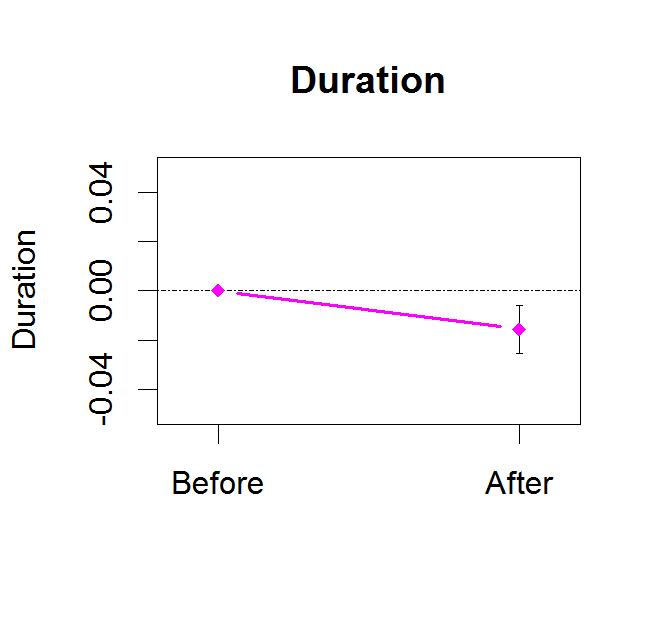 Duration
Duration
0.04
0.00
-0.04
Before
After